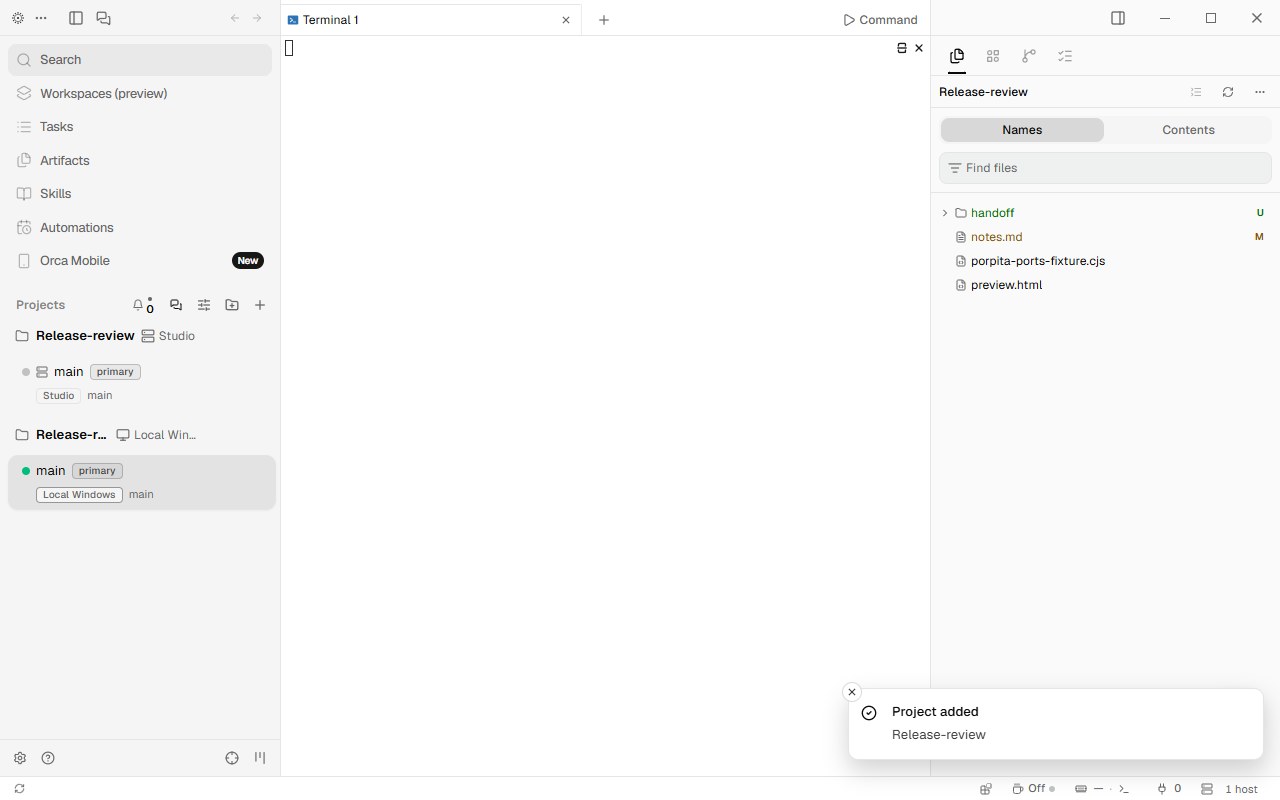 Terminal 1
Command
Search
Workspaces (preview)
Tasks
Artifacts
Skills
Automations
Orca Mobile
New
Projects
0
Release-review
Studio
main
primary
Studio
main
Release-r...
Local Win...
main
primary
Local Windows
main
Release-review
Names
Contents
Find files
handoff
U
notes.md
M
porpita-ports-fixture.cjs
preview.html
Project added
Release-review
Off
0
1 host